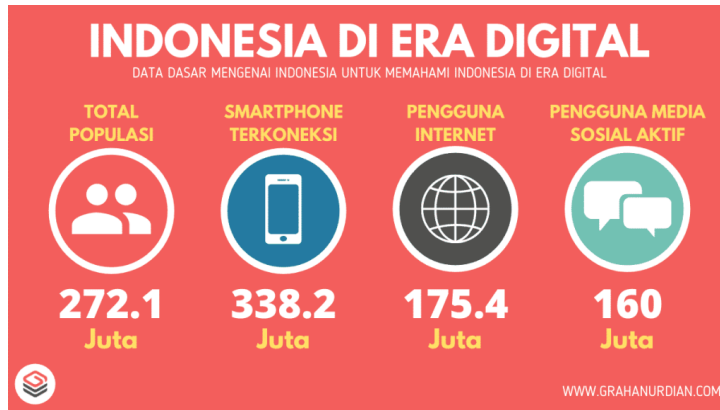 INDONESIA DI ERA DIGITAL
DATA DASAR MENGENAI INDONESIA UNTUK MEMAHAMI INDONESIA DI ERA DIGITAL
TOTAL
POPULASI
272.1
Juta
SMARTPHONE
TERKONEKSI
338.2
Juta
PENGGUNA
INTERNET
175.4
Juta
PENGGUNA MEDIA
SOSIAL AKTIF
160
Juta
WWW.GRAHANURDIAN.COM